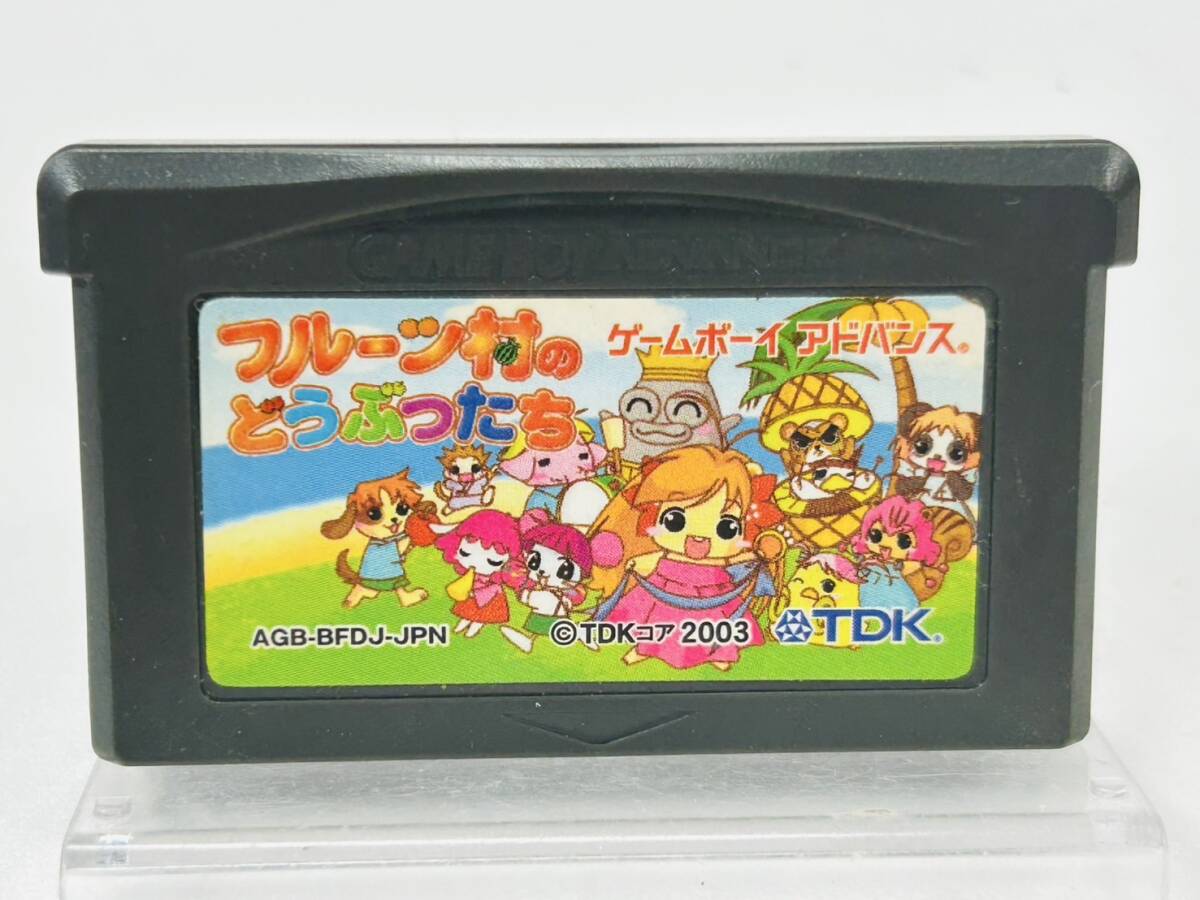 GAME BOY ADVANCE
フルーツ村の
どうぶつたち
ゲームボーイ アドバンス®
AGB-BFDJ-JPN
©TDKコア 2003
TDK®